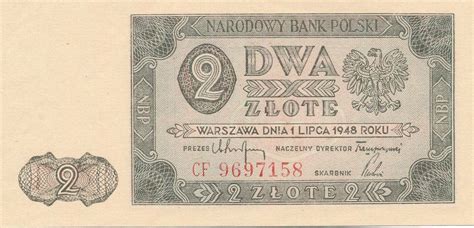 NARODOWY BANK POLSKI
2 DWA
ZŁOTE
NBP
NBP
WARSZAWA DNIA 1 LIPCA 1948 ROKU
PREZES NACZELNY DYREKTOR
CF 9697158 SKARBNIK
2
2 ZŁOTE 2